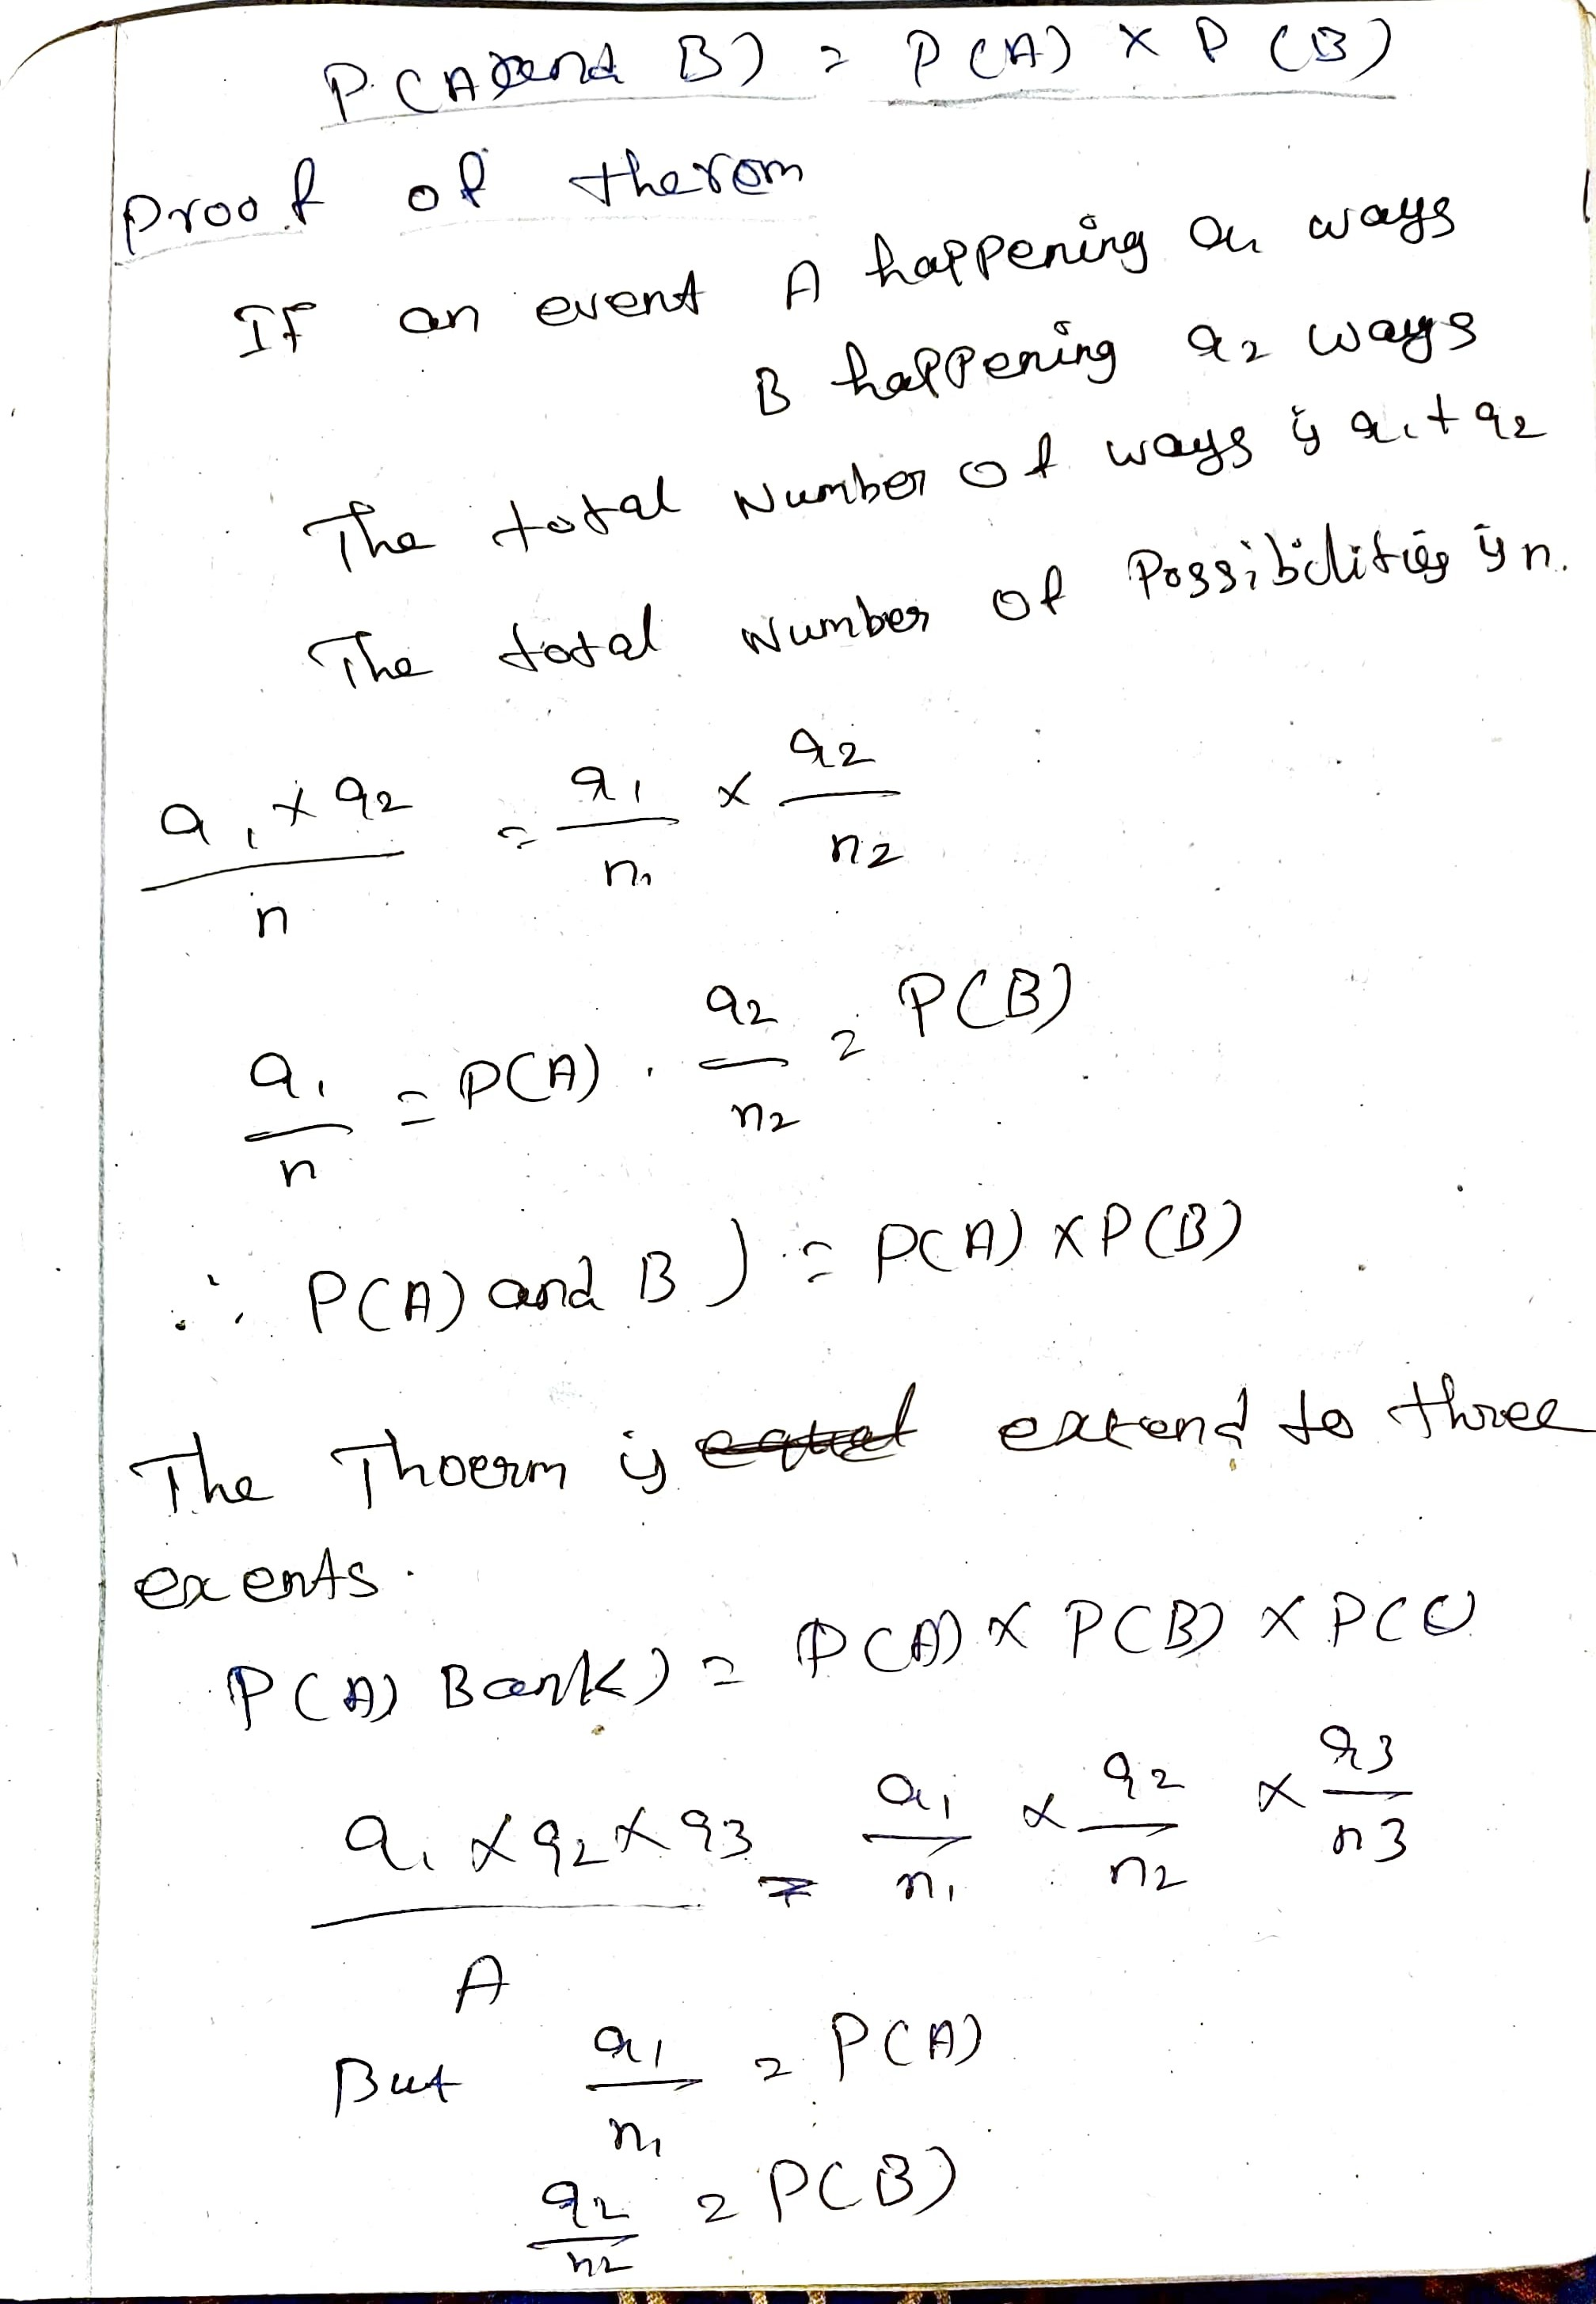 P(A and B) = P(A) × P(B)
Proof of therom
If an event A happening a1 ways
B happening a2 ways
The total Number of ways is a1 + a2
The total Number of Possibilities is n.
a1 × a2 / n = a1 / n1 × a2 / n2
a1 / n = P(A) . a2 / n2 = P(B)
∴ P(A) and B ) = P(A) × P(B)
The Thoerm is extend to three
exents.
P(A) Bank) = P(A) × P(B) × P(C)
a1 × a2 × a3 / A = a1 / n1 × a2 / n2 × a3 / n3
But a1 / n1 = P(A)
a2 / n2 = P(B)